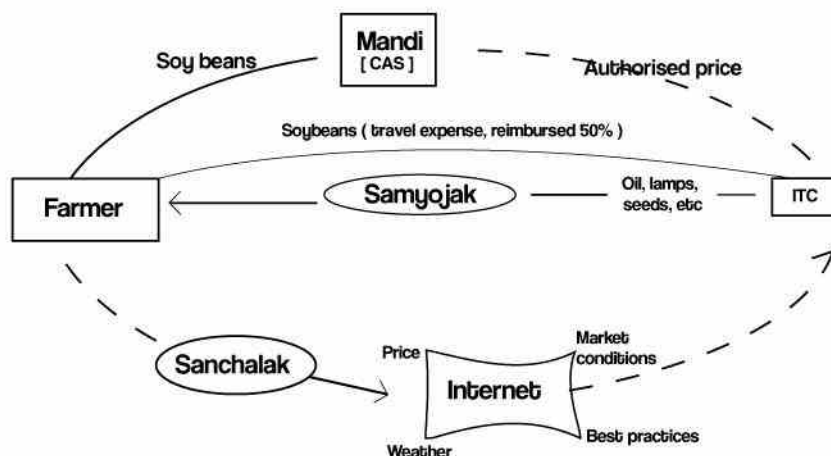 Mandi
[ CAS ]
Soy beans
Authorised price
Soybeans ( travel expense, reimbursed 50% )
Farmer
Samyojak
Oil, lamps,
seeds, etc
ITC
Sanchalak
Price
Market
conditions
Internet
Weather
Best practices